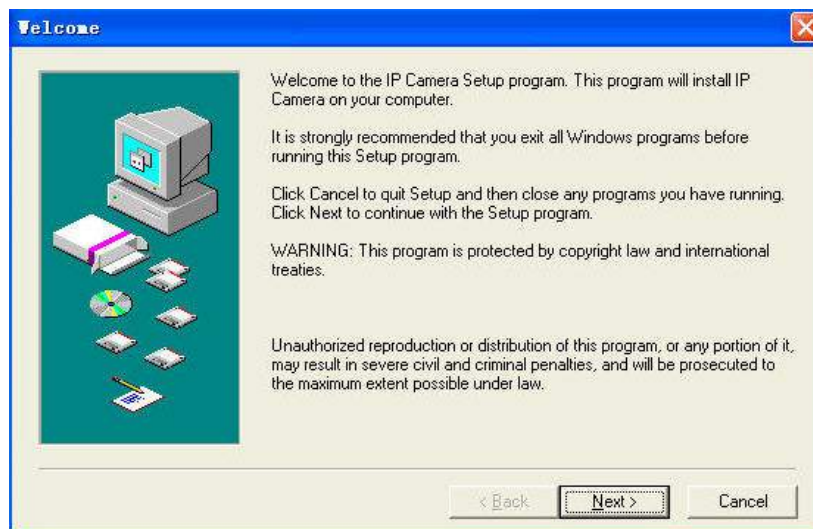 Welcome
Welcome to the IP Camera Setup program. This program will install IP
Camera on your computer.
It is strongly recommended that you exit all Windows programs before
running this Setup program.
Click Cancel to quit Setup and then close any programs you have running.
Click Next to continue with the Setup program.
WARNING: This program is protected by copyright law and international
treaties.
Unauthorized reproduction or distribution of this program, or any portion of it,
may result in severe civil and criminal penalties, and will be prosecuted to
the maximum extent possible under law.
< Back Next > Cancel